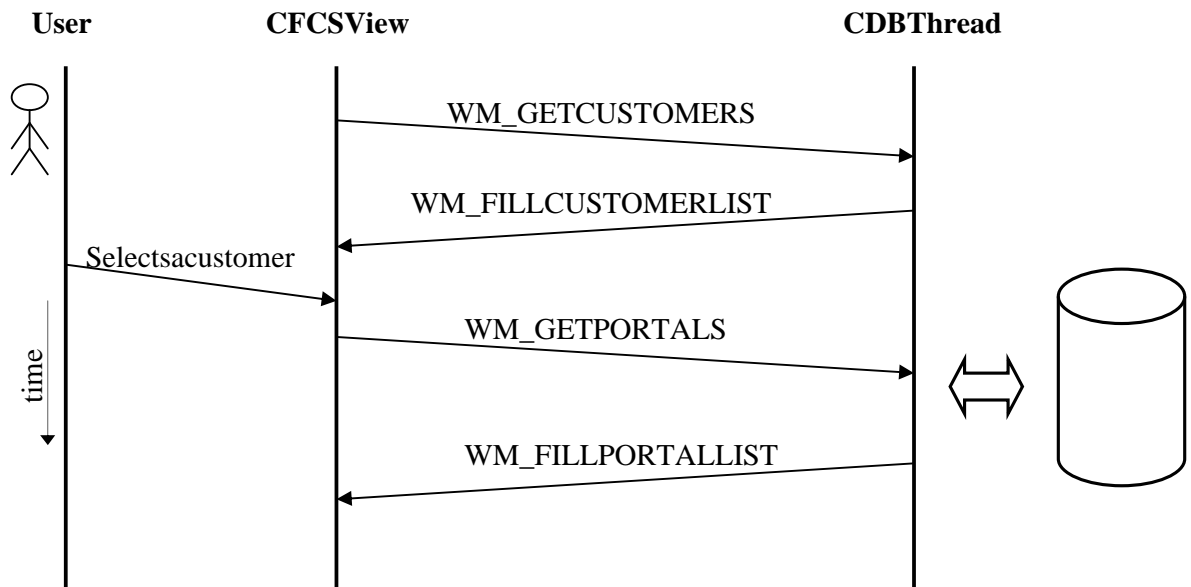 User
CFCSView
CDBThread
WM_GETCUSTOMERS
WM_FILLCUSTOMERLIST
Selectsacustomer
WM_GETPORTALS
time
WM_FILLPORTALLIST